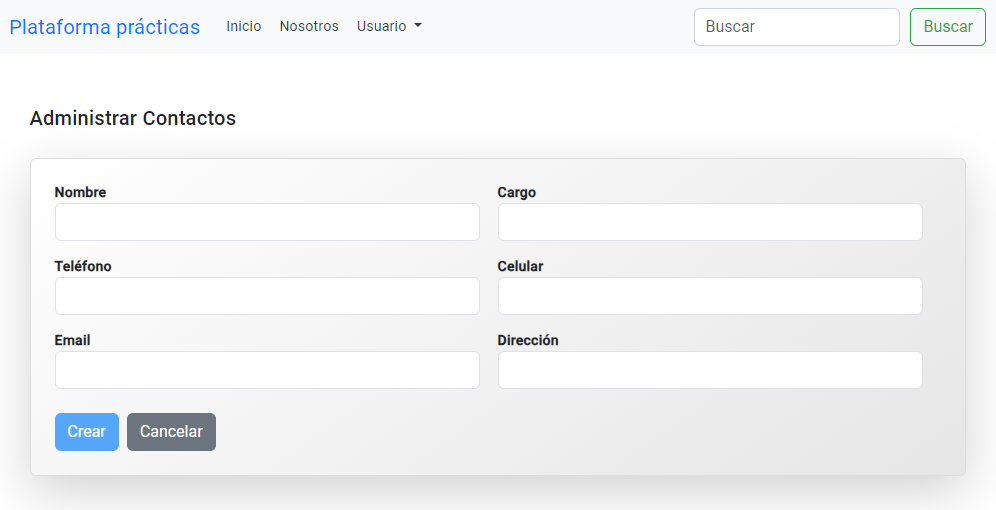 Plataforma prácticas Inicio Nosotros Usuario Buscar Buscar
Administrar Contactos
Nombre Cargo
Teléfono Celular
Email Dirección
Crear Cancelar